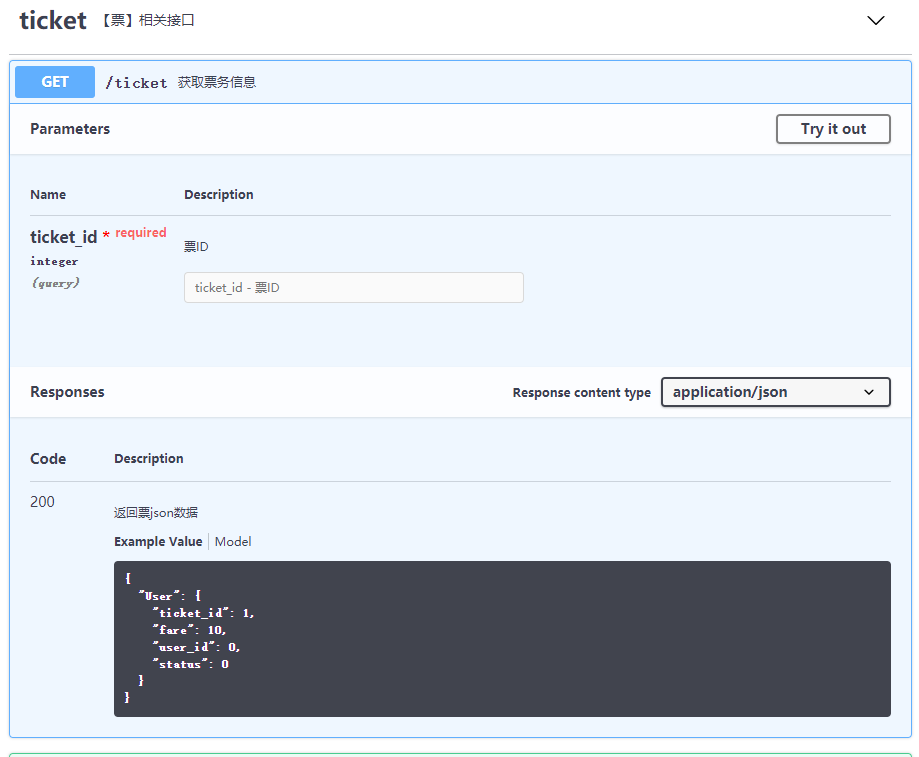 ticket 【票】相关接口
GET /ticket 获取票务信息
Parameters Try it out
Name Description
ticket_id * required
票ID
integer
(query)
ticket_id - 票ID
Responses Response content type application/json
Code Description
200
返回票json数据
Example Value Model
{
"User": {
"ticket_id": 1,
"fare": 10,
"user_id": 0,
"status": 0
}
}